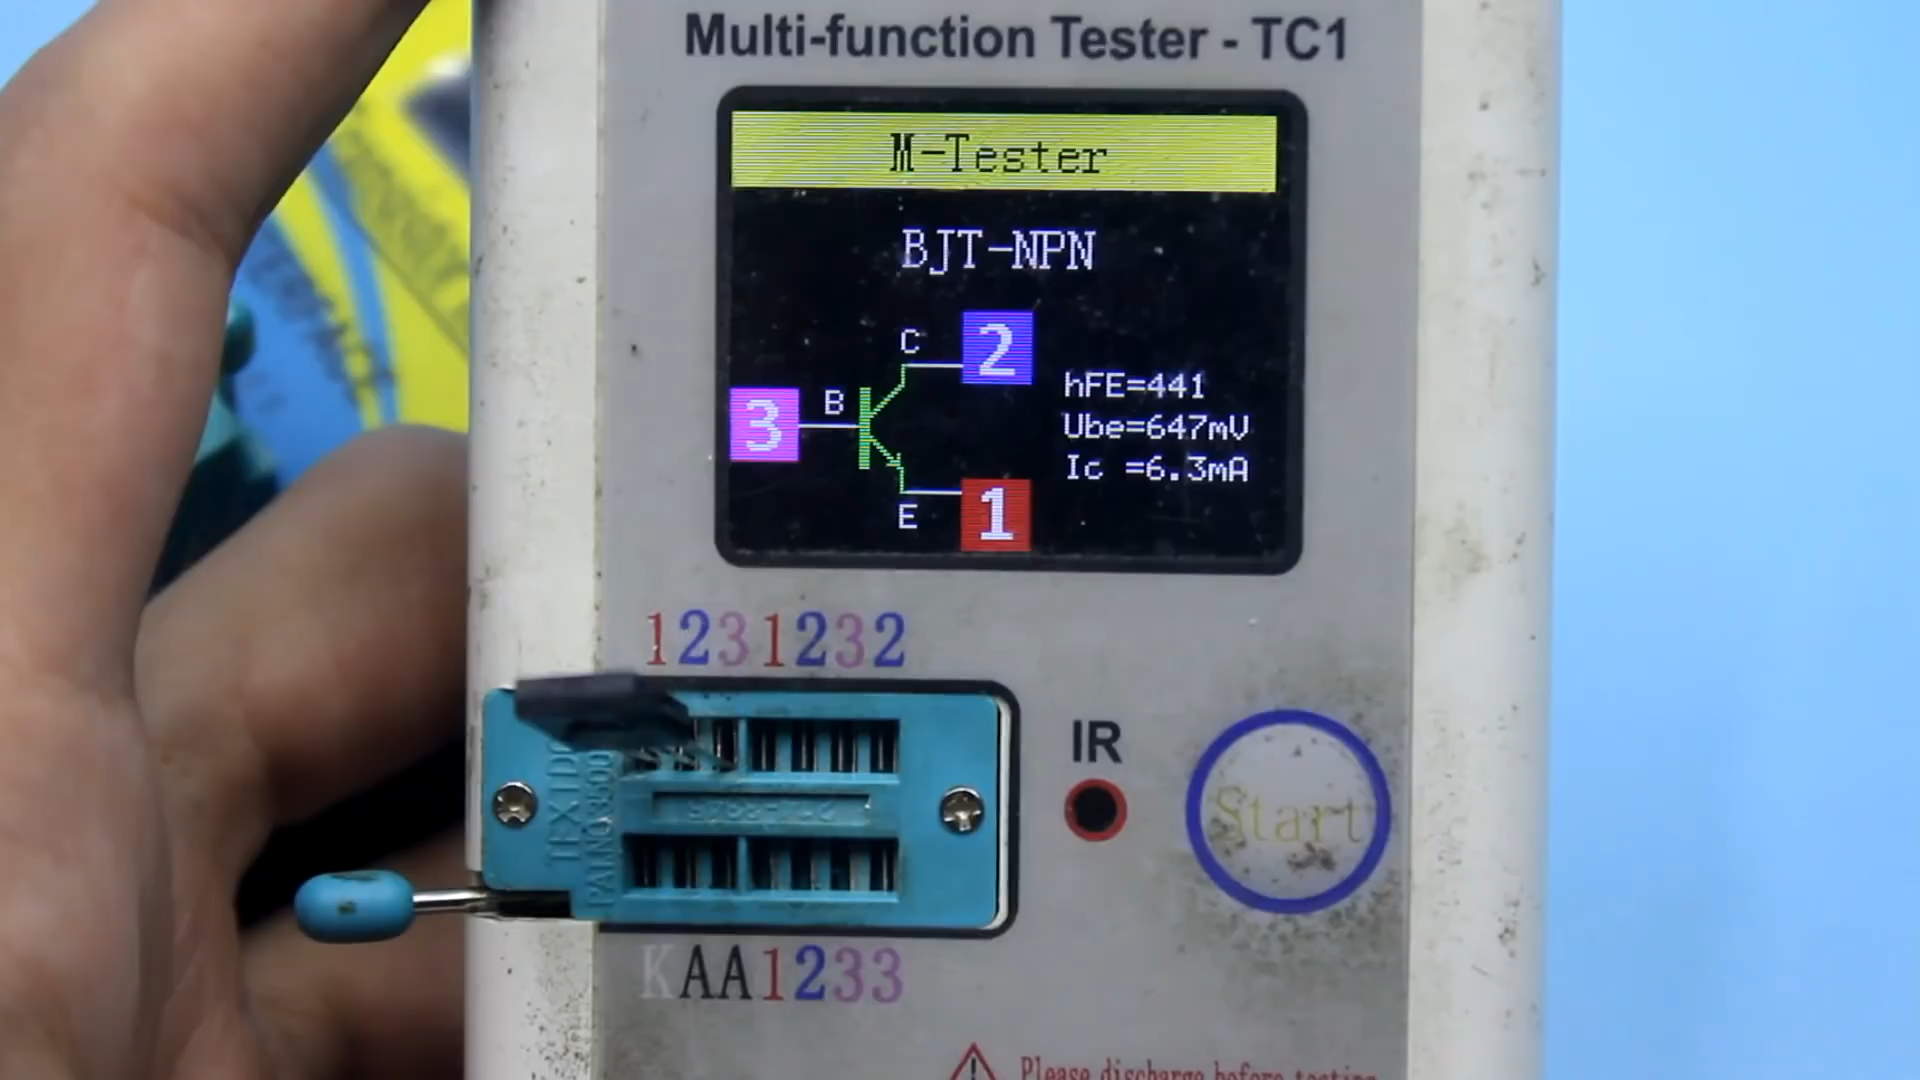 Multi-function Tester - TC1
M-Tester
BJT-NPN
C 2
B
3
hFE=441
Ube=647mV
Ic =6.3mA
E 1
1231232
TEXTOOL
IR
Start
KAA1233
Please discharge before testing